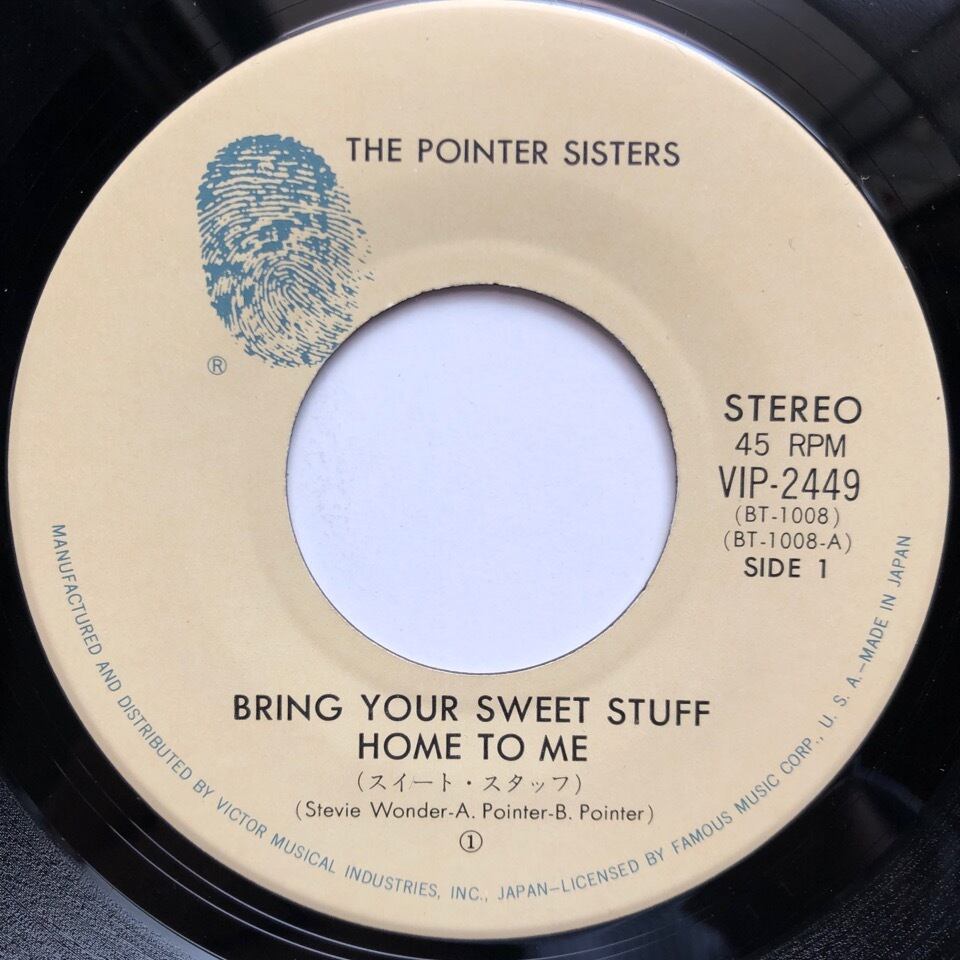 THE POINTER SISTERS
®
STEREO
45 RPM
VIP-2449
(BT-1008)
(BT-1008-A)
SIDE 1
BRING YOUR SWEET STUFF
HOME TO ME
(スイート・スタッフ)
(Stevie Wonder-A. Pointer-B. Pointer)
①
MANUFACTURED AND DISTRIBUTED BY VICTOR MUSICAL INDUSTRIES, INC., JAPAN—LICENSED BY FAMOUS MUSIC CORP., U. S. A.—MADE IN JAPAN